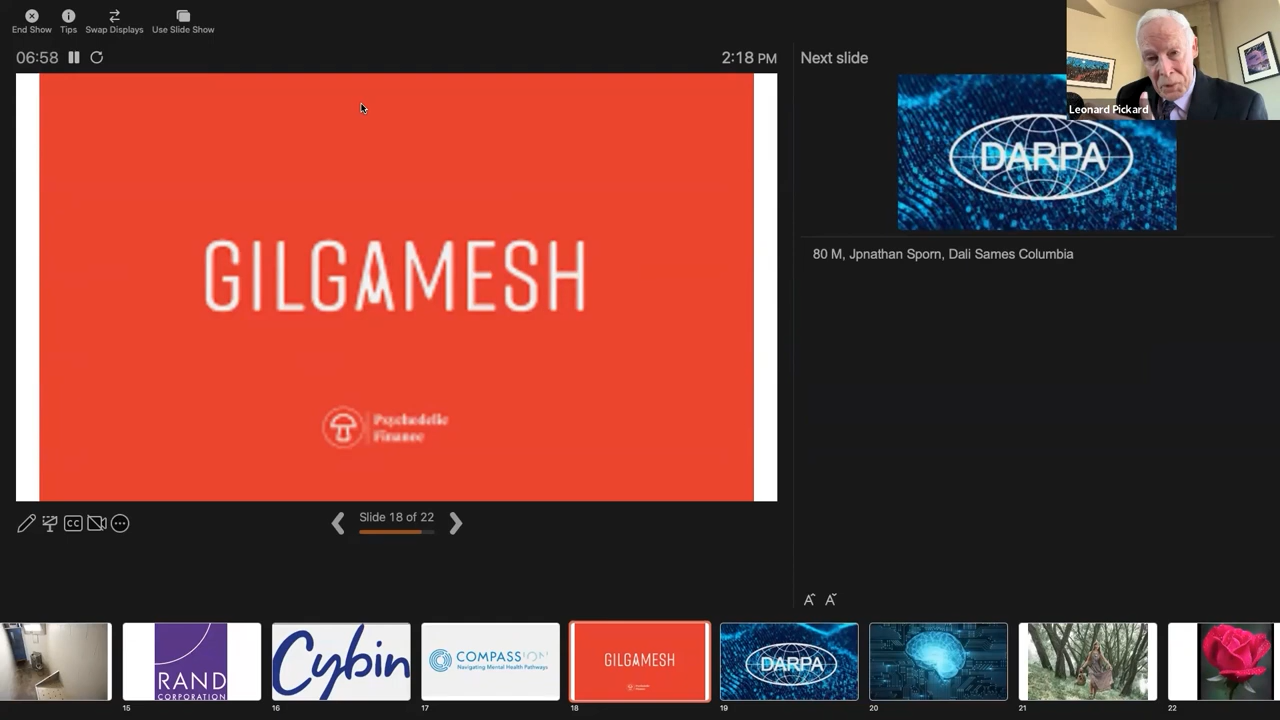 End Show Tips Swap Displays Use Slide Show
06:58
2:18 PM
Next slide
Leonard Pickard
DARPA
80 M, Jpnathan Sporn, Dali Sames Columbia
GILGAMESH
Psychedelic
Finance
CC
Slide 18 of 22
A A
RAND
CORPORATION
Cybin
COMPASSION
Navigating Mental Health Pathways
GILGAMESH
DARPA
15 16 17 18 19 20 21 22